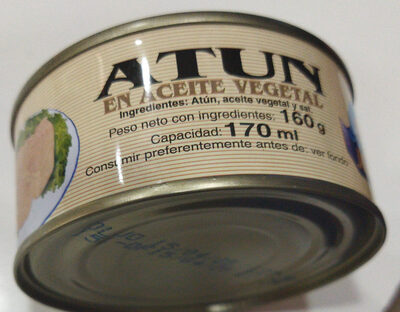 ATUN
EN ACEITE VEGETAL
Ingredientes: Atún, aceite vegetal y sal
Peso neto con ingredientes: 160 g
Capacidad: 170 ml
Consumir preferentemente antes de: ver fondo